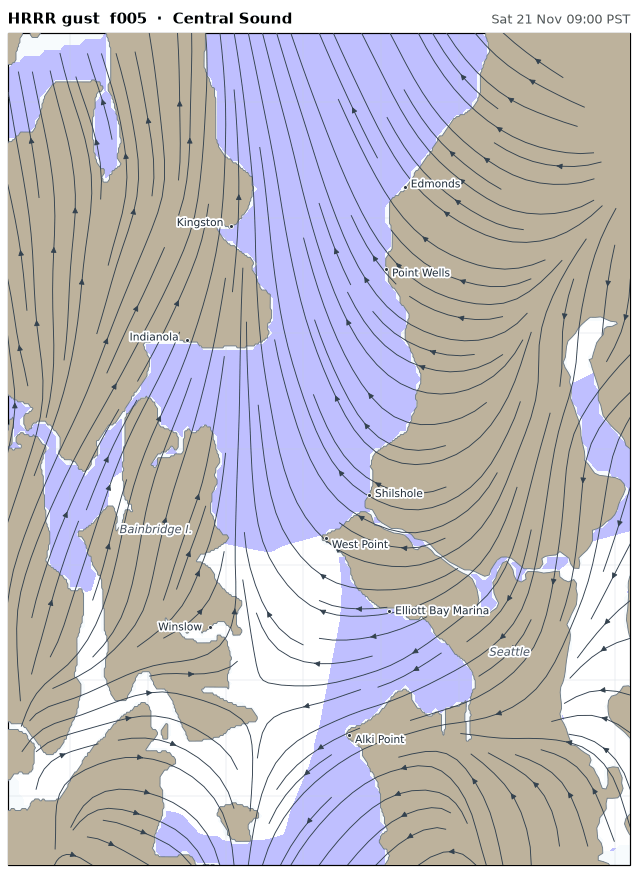 HRRR gust f005 · Central Sound
Sat 21 Nov 09:00 PST
Edmonds
Kingston
Point Wells
Indianola
Shilshole
Bainbridge I.
West Point
Elliott Bay Marina
Winslow
Seattle
Alki Point